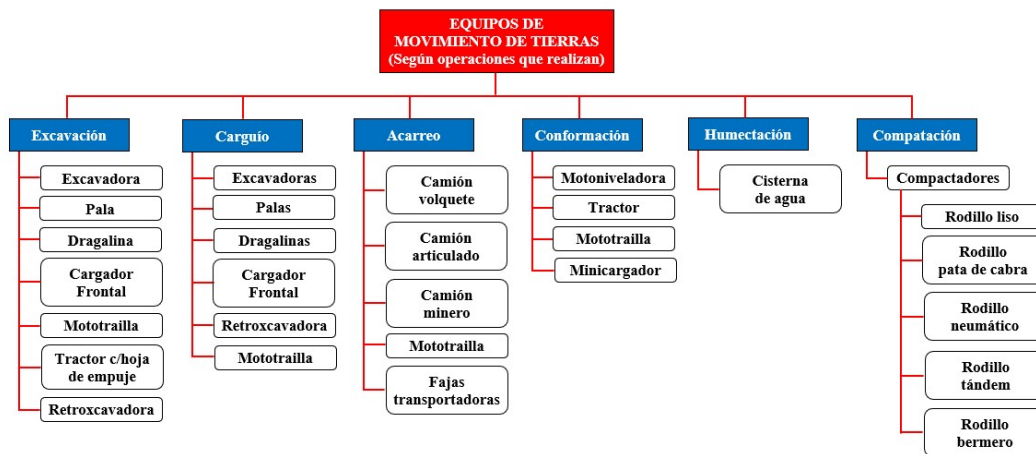 EQUIPOS DE
MOVIMIENTO DE TIERRAS
(Según operaciones que realizan)
Excavación
Excavadora
Pala
Dragalina
Cargador
Frontal
Mototrailla
Tractor c/hoja
de empuje
Retroxcavadora
Carguío
Excavadoras
Palas
Dragalinas
Cargador
Frontal
Retroxcavadora
Mototrailla
Acarreo
Camión
volquete
Camión
articulado
Camión
minero
Mototrailla
Fajas
transportadoras
Conformación
Motoniveladora
Tractor
Mototrailla
Minicargador
Humectación
Cisterna
de agua
Compatación
Compactadores
Rodillo liso
Rodillo
pata de cabra
Rodillo
neumático
Rodillo
tándem
Rodillo
bermero